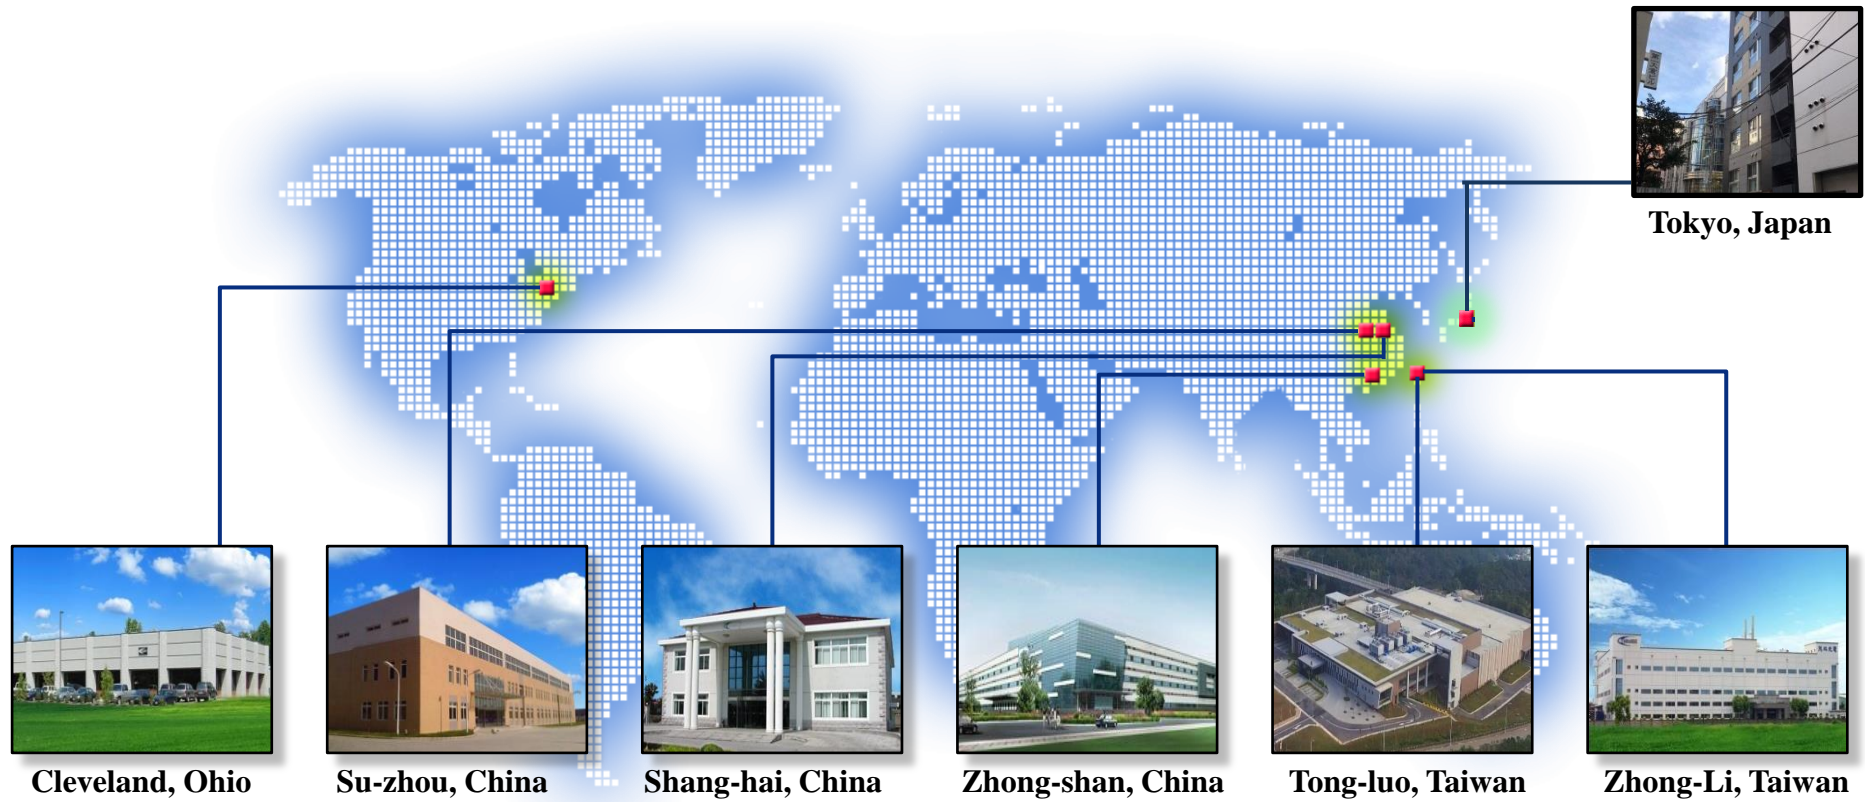 Tokyo, Japan
Cleveland, Ohio
Su-zhou, China
Shang-hai, China
Zhong-shan, China
Tong-luo, Taiwan
Zhong-Li, Taiwan